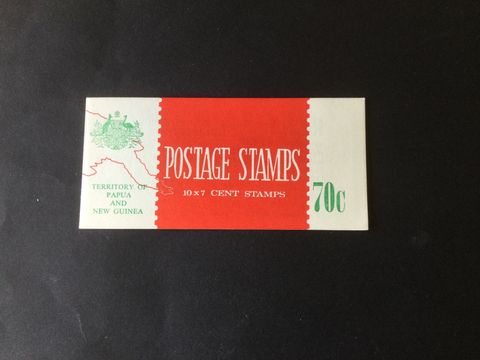 TERRITORY OF
PAPUA
AND
NEW GUINEA
POSTAGE STAMPS
10 x 7 CENT STAMPS
70c